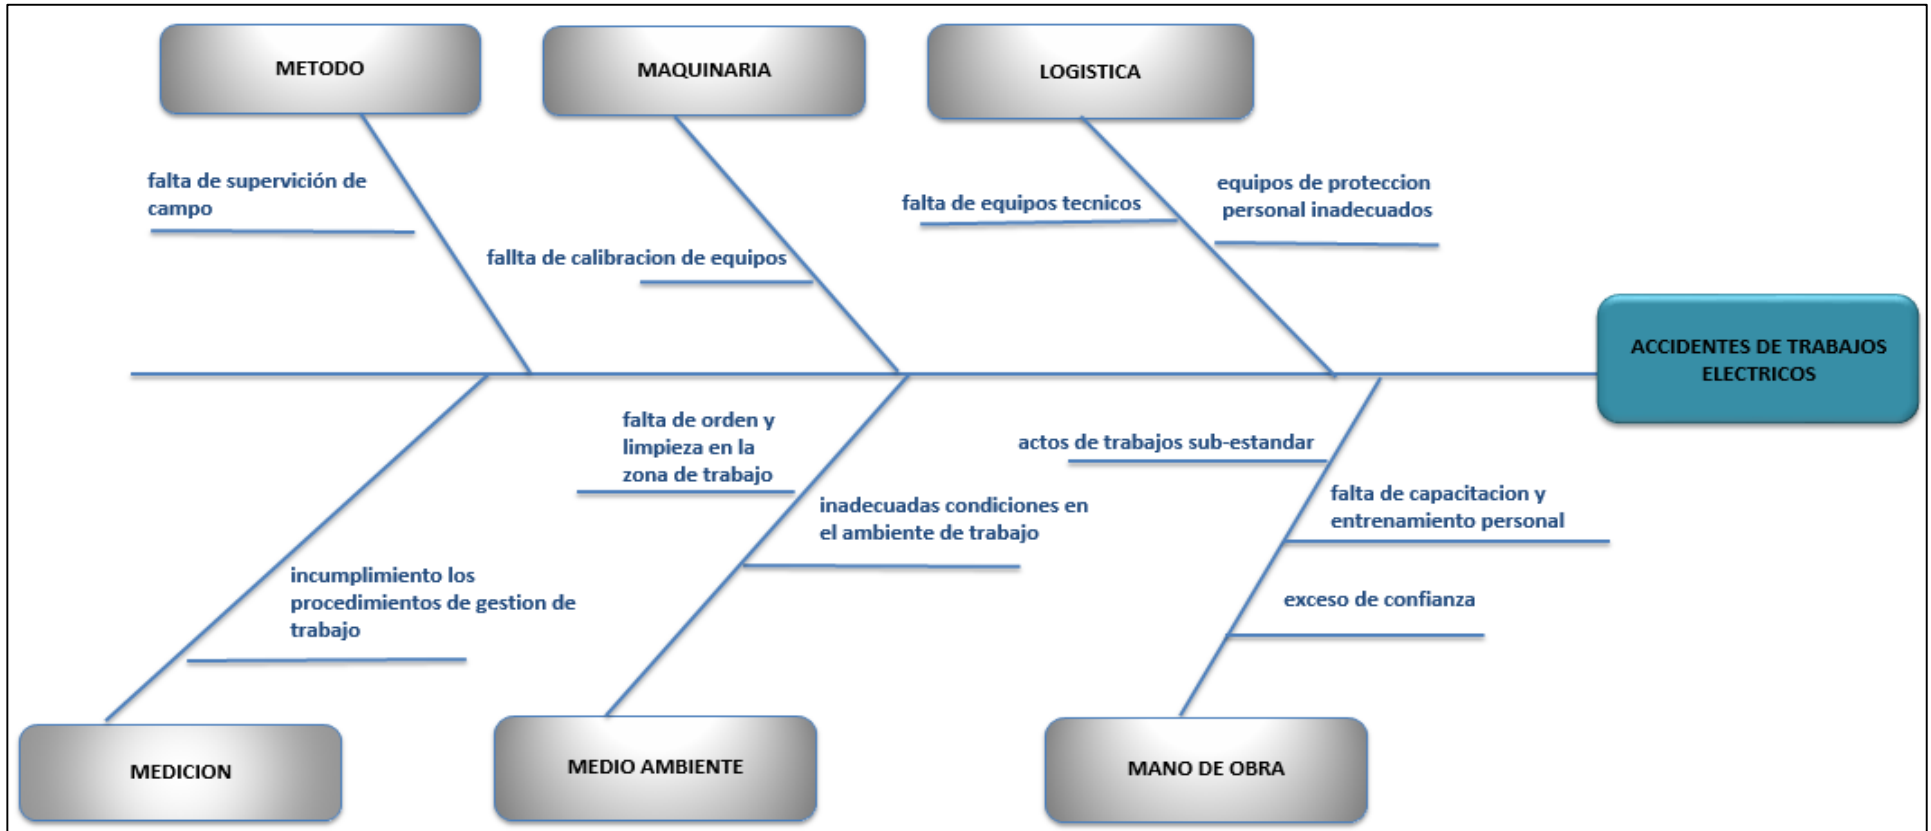 METODO
MAQUINARIA
LOGISTICA
falta de supervición de
campo
fallta de calibracion de equipos
falta de equipos tecnicos
equipos de proteccion
personal inadecuados
ACCIDENTES DE TRABAJOS
ELECTRICOS
falta de orden y
limpieza en la
zona de trabajo
actos de trabajos sub-estandar
inadecuadas condiciones en
el ambiente de trabajo
falta de capacitacion y
entrenamiento personal
incumplimiento los
procedimientos de gestion de
trabajo
exceso de confianza
MEDICION
MEDIO AMBIENTE
MANO DE OBRA